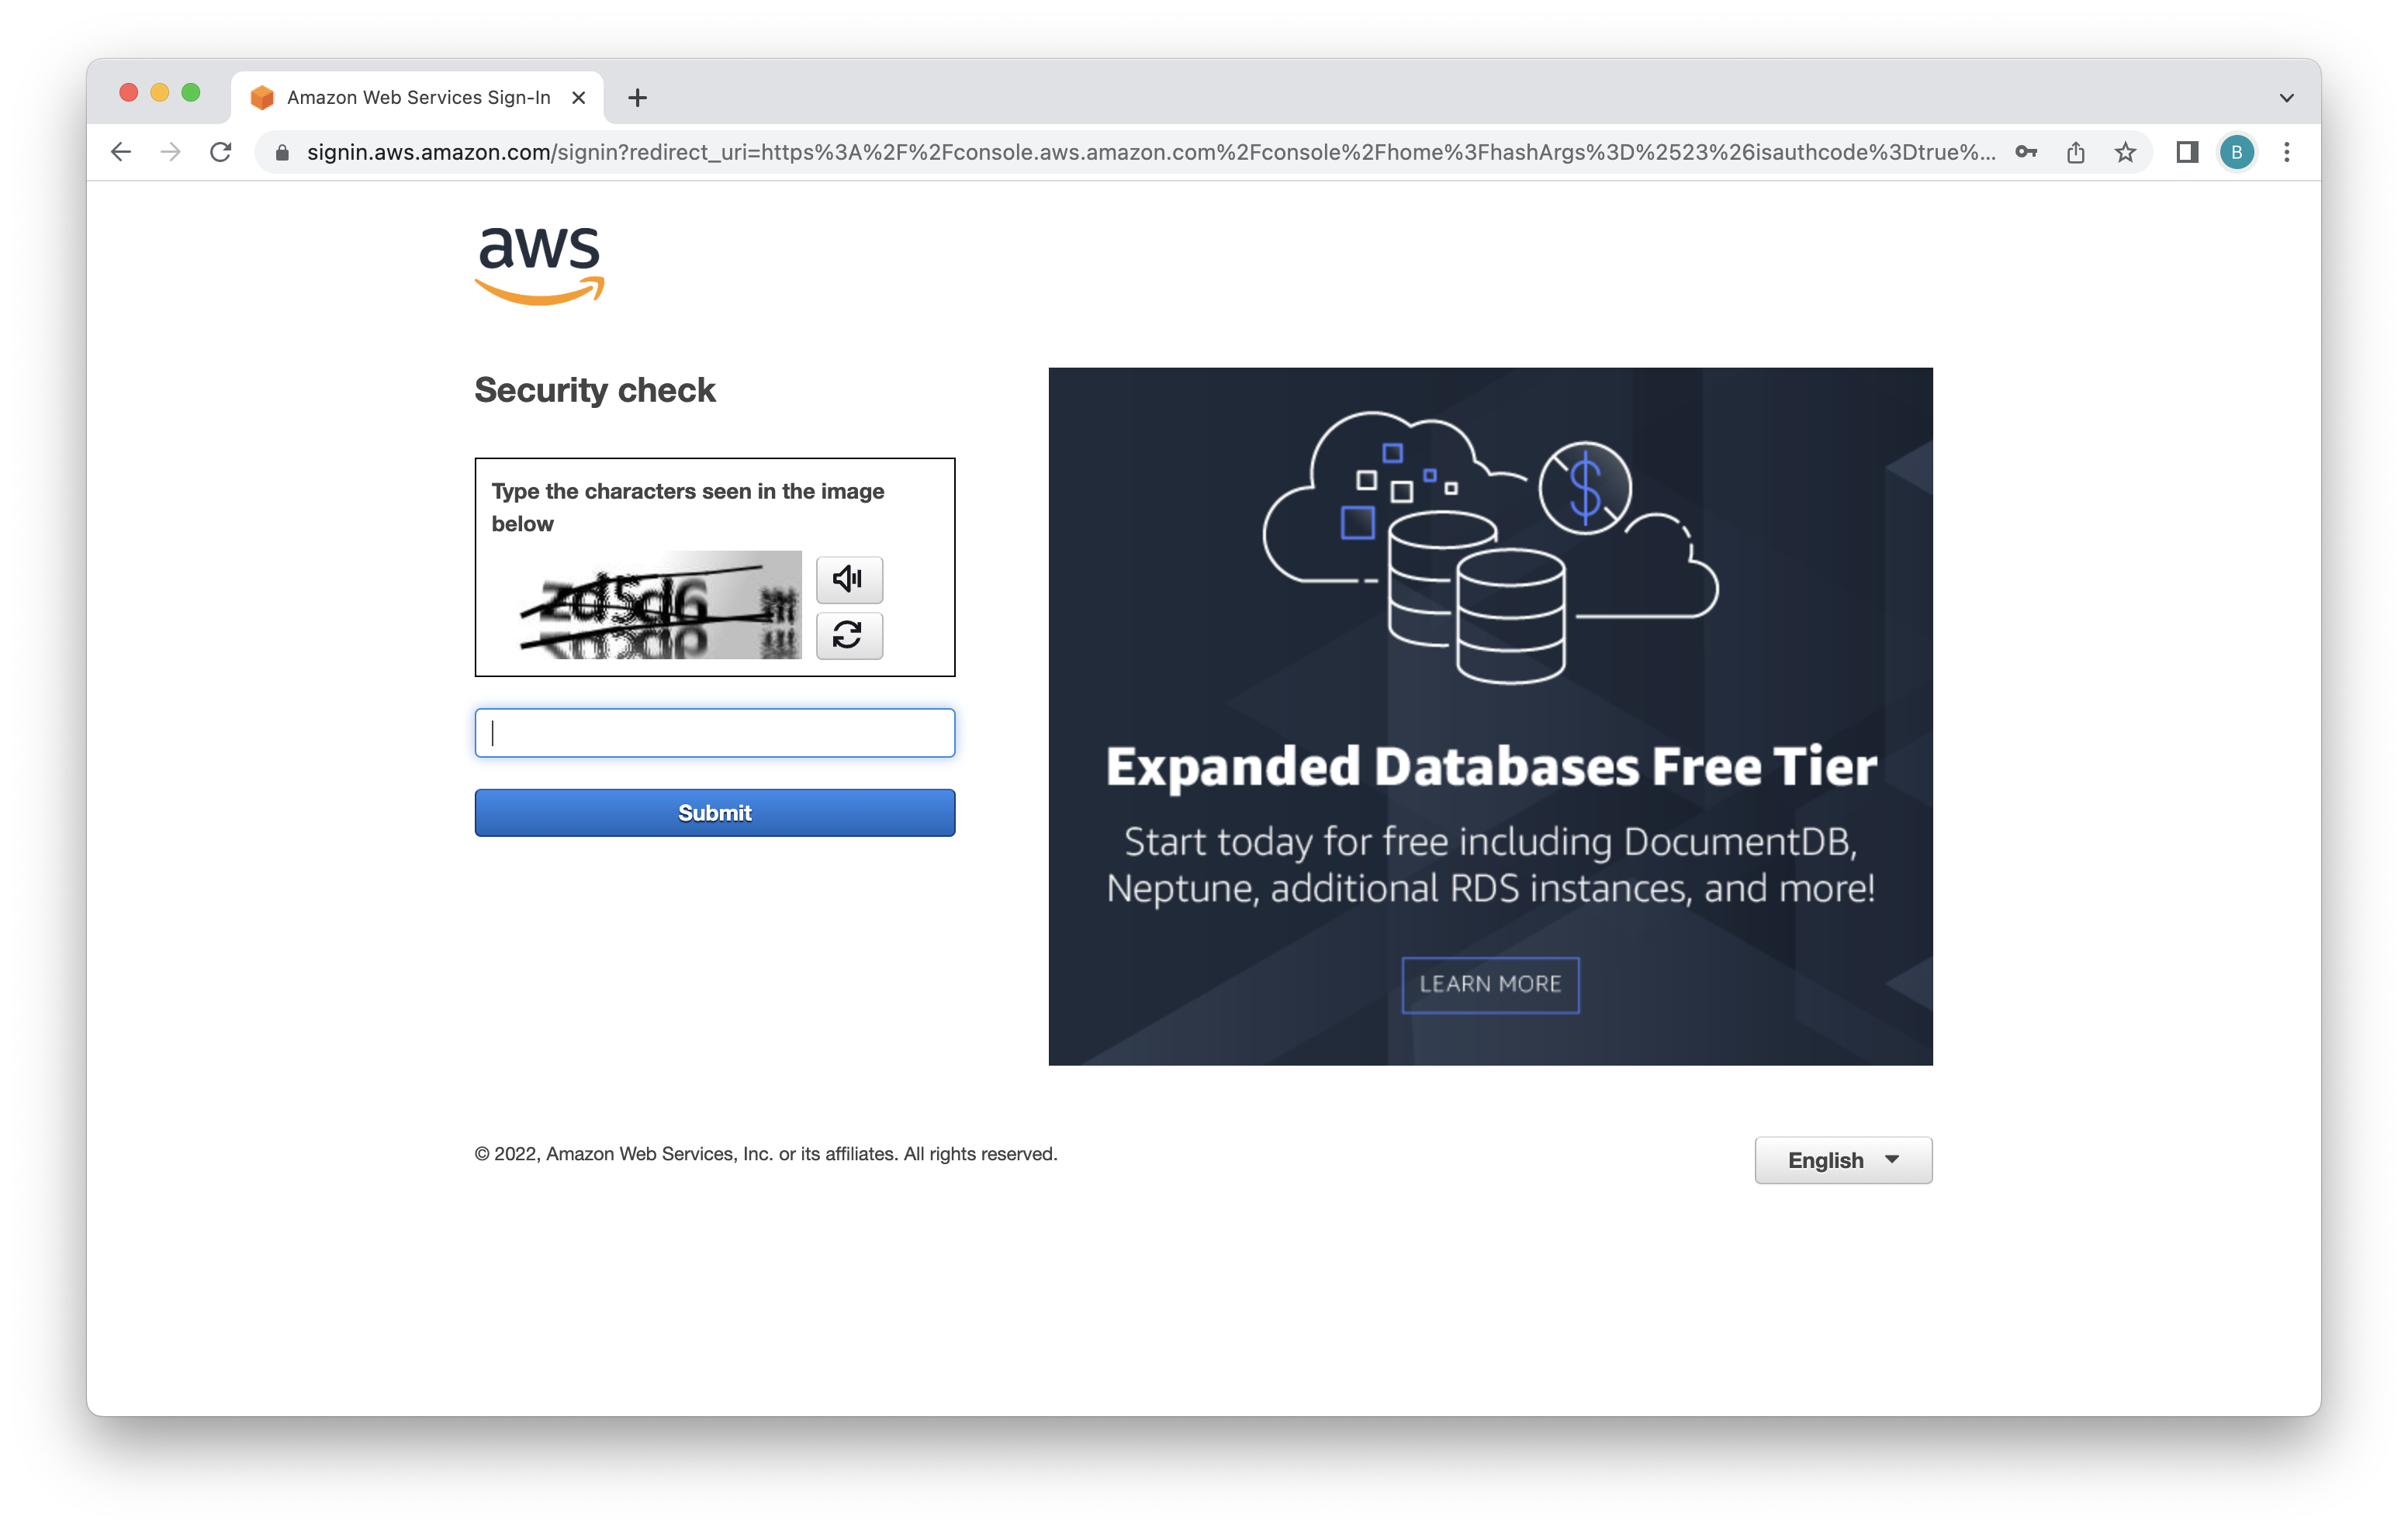 Amazon Web Services Sign-In
signin.aws.amazon.com/signin?redirect_uri=https%3A%2F%2Fconsole.aws.amazon.com%2Fconsole%2Fhome%3FhashArgs%3D%2523%26isauthcode%3Dtrue%...
B
aws
Security check
Type the characters seen in the image
below
Submit
Expanded Databases Free Tier
Start today for free including DocumentDB,
Neptune, additional RDS instances, and more!
LEARN MORE
© 2022, Amazon Web Services, Inc. or its affiliates. All rights reserved.
English